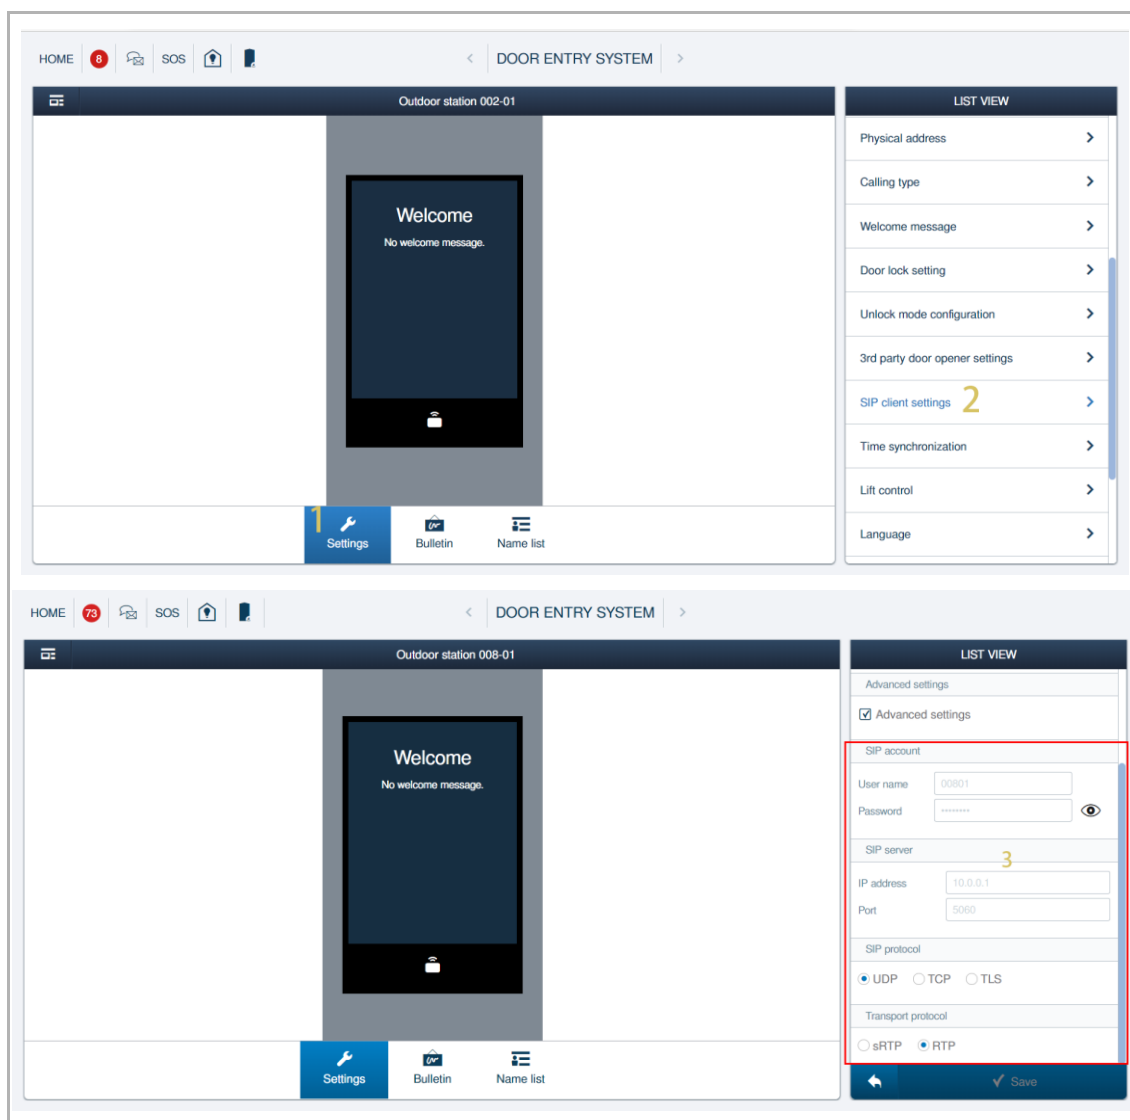 HOME 8 SOS < DOOR ENTRY SYSTEM >
Outdoor station 002-01
Welcome
No welcome message.
1
Settings Bulletin Name list
LIST VIEW
Physical address
Calling type
Welcome message
Door lock setting
Unlock mode configuration
3rd party door opener settings
SIP client settings 2
Time synchronization
Lift control
Language
HOME 73 SOS < DOOR ENTRY SYSTEM >
Outdoor station 008-01
Welcome
No welcome message.
Settings Bulletin Name list
LIST VIEW
Advanced settings
Advanced settings
SIP account
User name 00801
Password ********
SIP server
3
IP address 10.0.0.1
Port 5060
SIP protocol
UDP TCP TLS
Transport protocol
sRTP RTP
Save